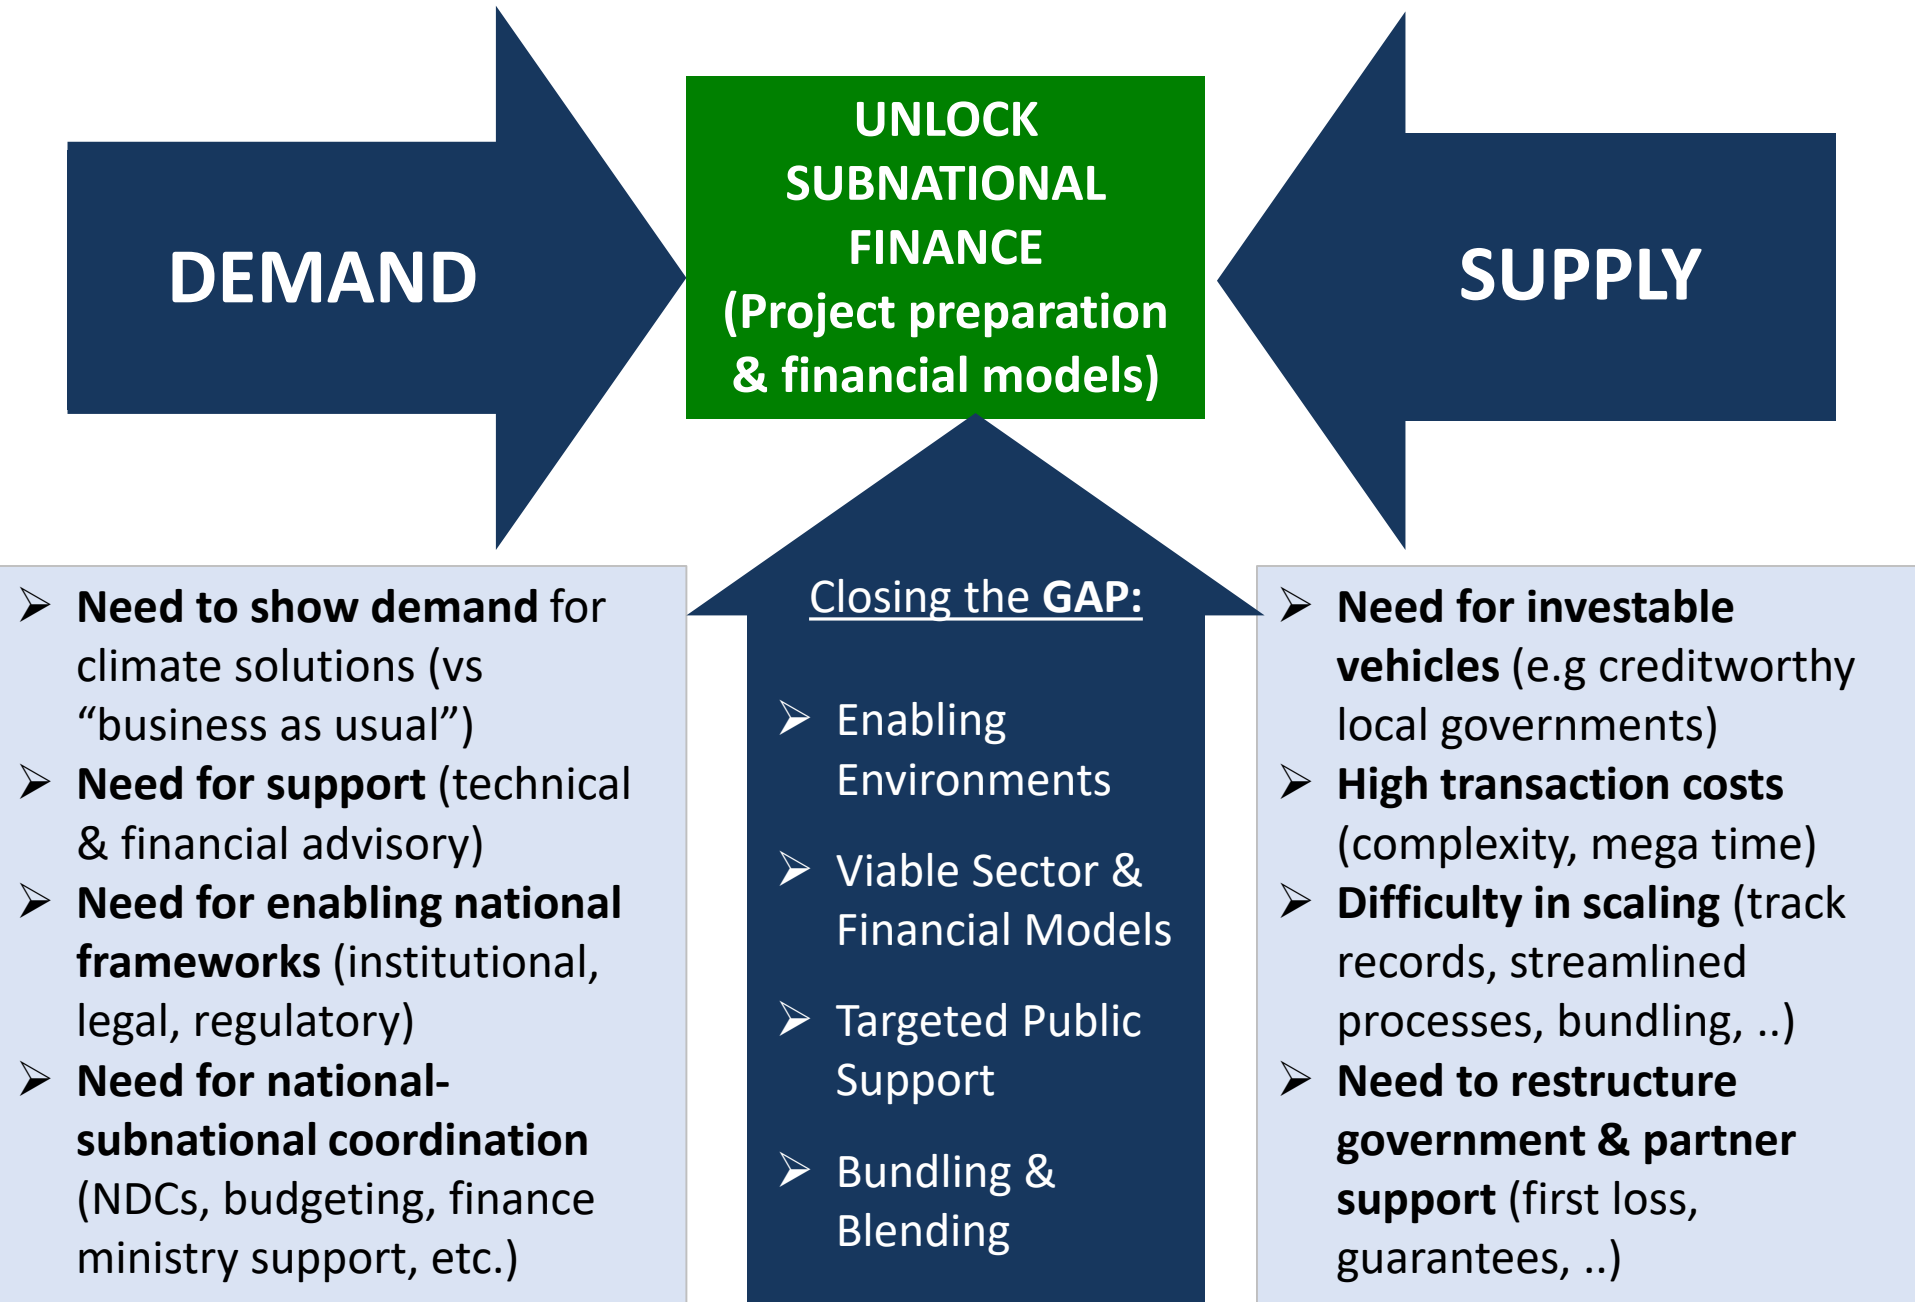 DEMAND
UNLOCK
SUBNATIONAL
FINANCE
(Project preparation
& financial models)
SUPPLY
➢ Need to show demand for
climate solutions (vs
“business as usual”)
➢ Need for support (technical
& financial advisory)
➢ Need for enabling national
frameworks (institutional,
legal, regulatory)
➢ Need for national-
subnational coordination
(NDCs, budgeting, finance
ministry support, etc.)
Closing the GAP:
➢ Enabling
Environments
➢ Viable Sector &
Financial Models
➢ Targeted Public
Support
➢ Bundling &
Blending
➢ Need for investable
vehicles (e.g creditworthy
local governments)
➢ High transaction costs
(complexity, mega time)
➢ Difficulty in scaling (track
records, streamlined
processes, bundling, ..)
➢ Need to restructure
government & partner
support (first loss,
guarantees, ..)